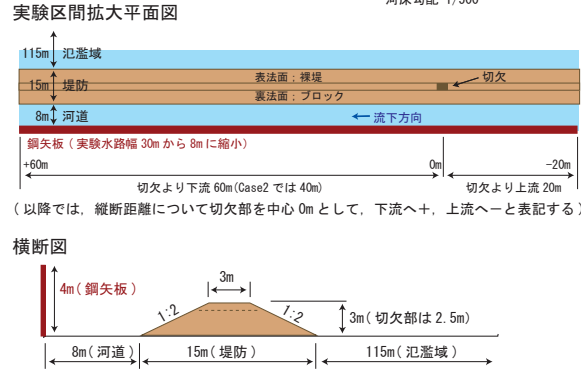 実験区間拡大平面図
115m 氾濫域
15m 堤防
表法面；裸堤
切欠
裏法面；ブロック
8m 河道
← 流下方向
鋼矢板（実験水路幅 30m から 8m に縮小）
+60m
0m
-20m
切欠より下流 60m(Case2 では 40m)
切欠より上流 20m
（以降では，縦断距離について切欠部を中心 0m として，下流へ＋，上流へ－と表記する）
横断図
4m(鋼矢板)
3m
1:2
1:2
3m(切欠部は 2.5m)
8m(河道)
15m(堤防)
115m(氾濫域)